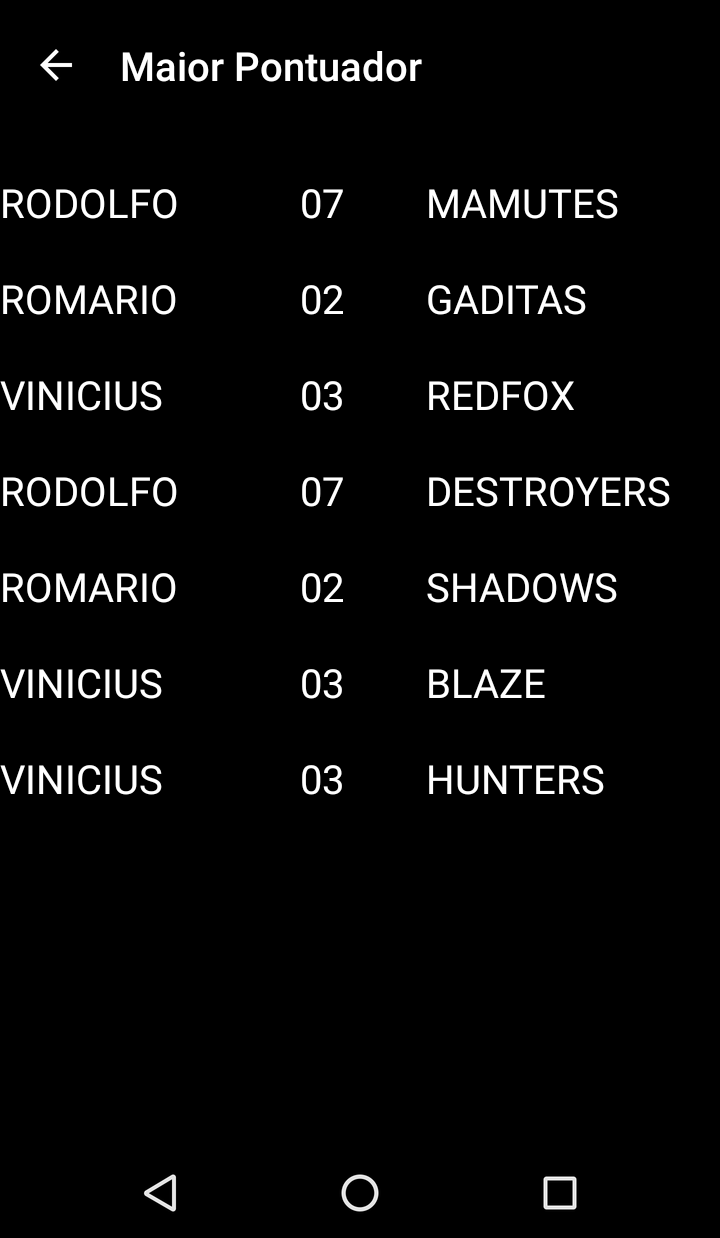 Maior Pontuador
RODOLFO 07 MAMUTES
ROMARIO 02 GADITAS
VINICIUS 03 REDFOX
RODOLFO 07 DESTROYERS
ROMARIO 02 SHADOWS
VINICIUS 03 BLAZE
VINICIUS 03 HUNTERS